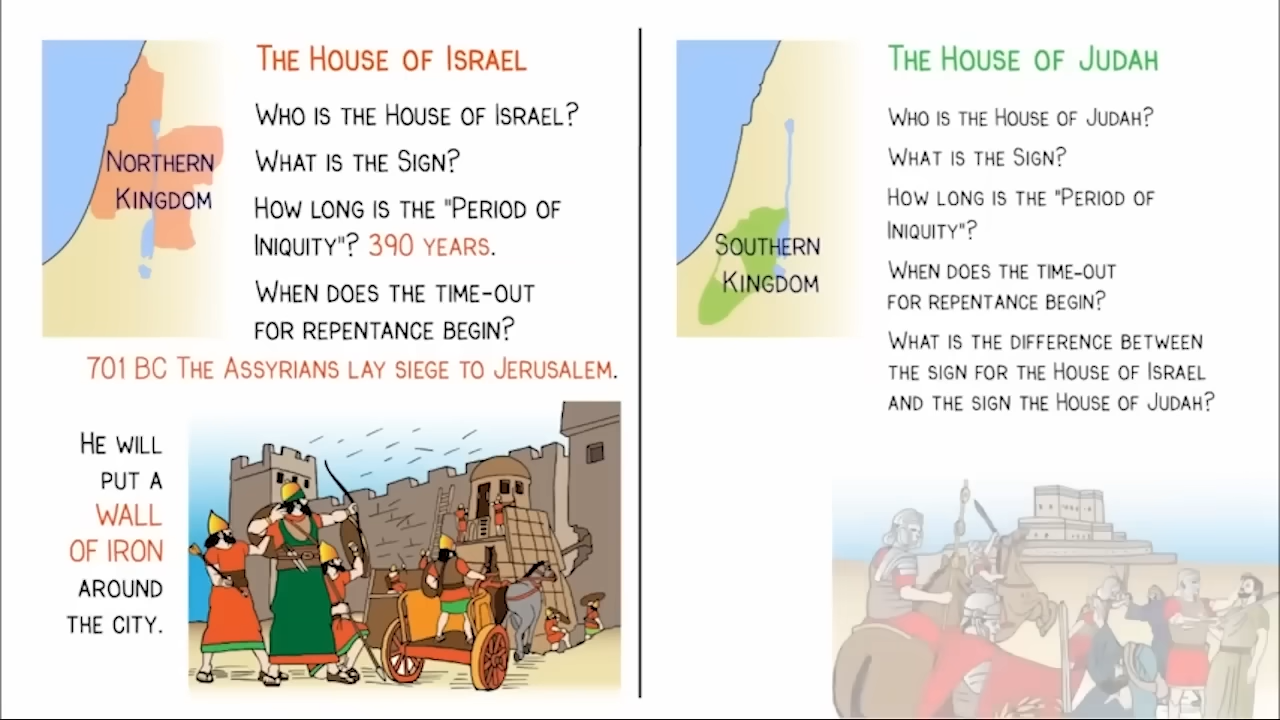 THE HOUSE OF ISRAEL
WHO IS THE HOUSE OF ISRAEL?
WHAT IS THE SIGN?
HOW LONG IS THE "PERIOD OF
INIQUITY"? 390 YEARS.
WHEN DOES THE TIME-OUT
FOR REPENTANCE BEGIN?
701 BC THE ASSYRIANS LAY SIEGE TO JERUSALEM.
NORTHERN
KINGDOM
HE WILL
PUT A
WALL
OF IRON
AROUND
THE CITY.
THE HOUSE OF JUDAH
WHO IS THE HOUSE OF JUDAH?
WHAT IS THE SIGN?
HOW LONG IS THE "PERIOD OF
INIQUITY"?
WHEN DOES THE TIME-OUT
FOR REPENTANCE BEGIN?
WHAT IS THE DIFFERENCE BETWEEN
THE SIGN FOR THE HOUSE OF ISRAEL
AND THE SIGN THE HOUSE OF JUDAH?
SOUTHERN
KINGDOM